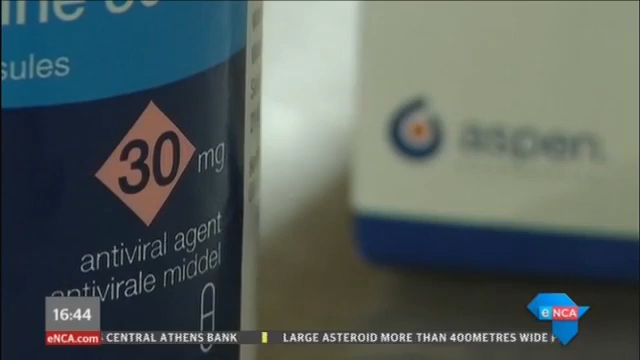 sules
30 mg
antiviral agent
antivirale middel
aspen
16:44
eNCA.com
CENTRAL ATHENS BANK
LARGE ASTEROID MORE THAN 400METRES WIDE
eNCA